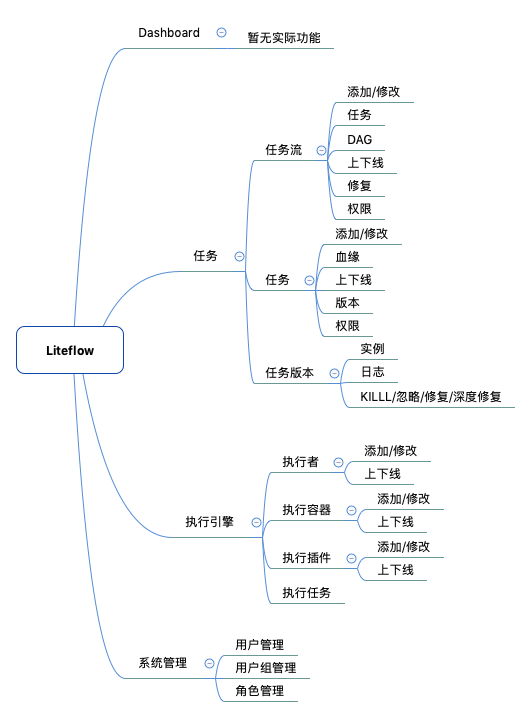 Dashboard
暂无实际功能
添加/修改
任务
DAG
任务流
上下线
修复
权限
添加/修改
任务
血缘
任务
上下线
版本
权限
实例
任务版本
日志
KILLL/忽略/修复/深度修复
Liteflow
添加/修改
执行者
上下线
添加/修改
执行容器
执行引擎
上下线
添加/修改
执行插件
上下线
执行任务
用户管理
系统管理
用户组管理
角色管理